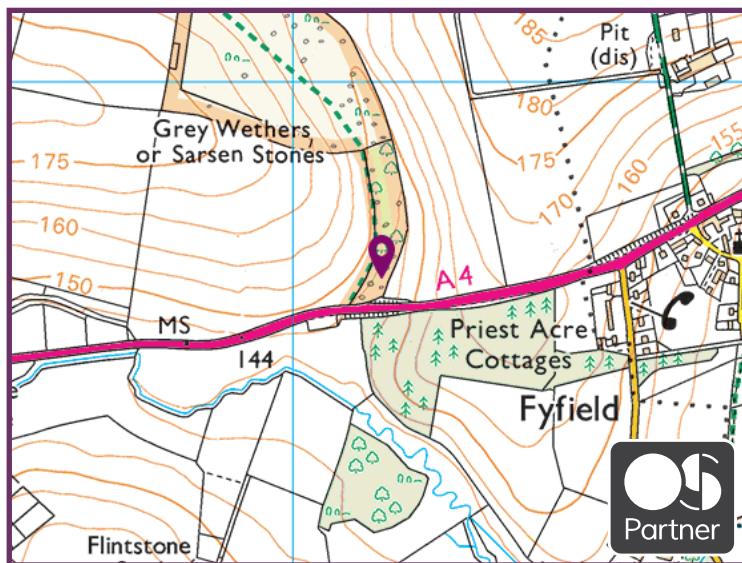 185
Pit
(dis)
180
Grey Wethers
or Sarsen Stones
175
175
155
160
170
160
150
A 4
MS
144
Priest Acre
Cottages
e
Fyfield
Flintstone
OS
Partner